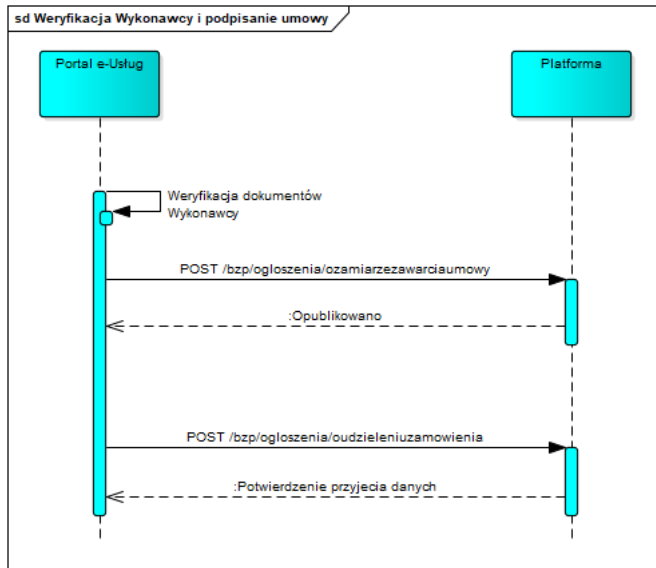 sd Weryfikacja Wykonawcy i podpisanie umowy
Portal e-Usług
Platforma
Weryfikacja dokumentów
Wykonawcy
POST /bzp/ogloszenia/ozamiarzezawarciaumowy
:Opublikowano
POST /bzp/ogloszenia/oudzieleniuzamowienia
:Potwierdzenie przyjecia danych